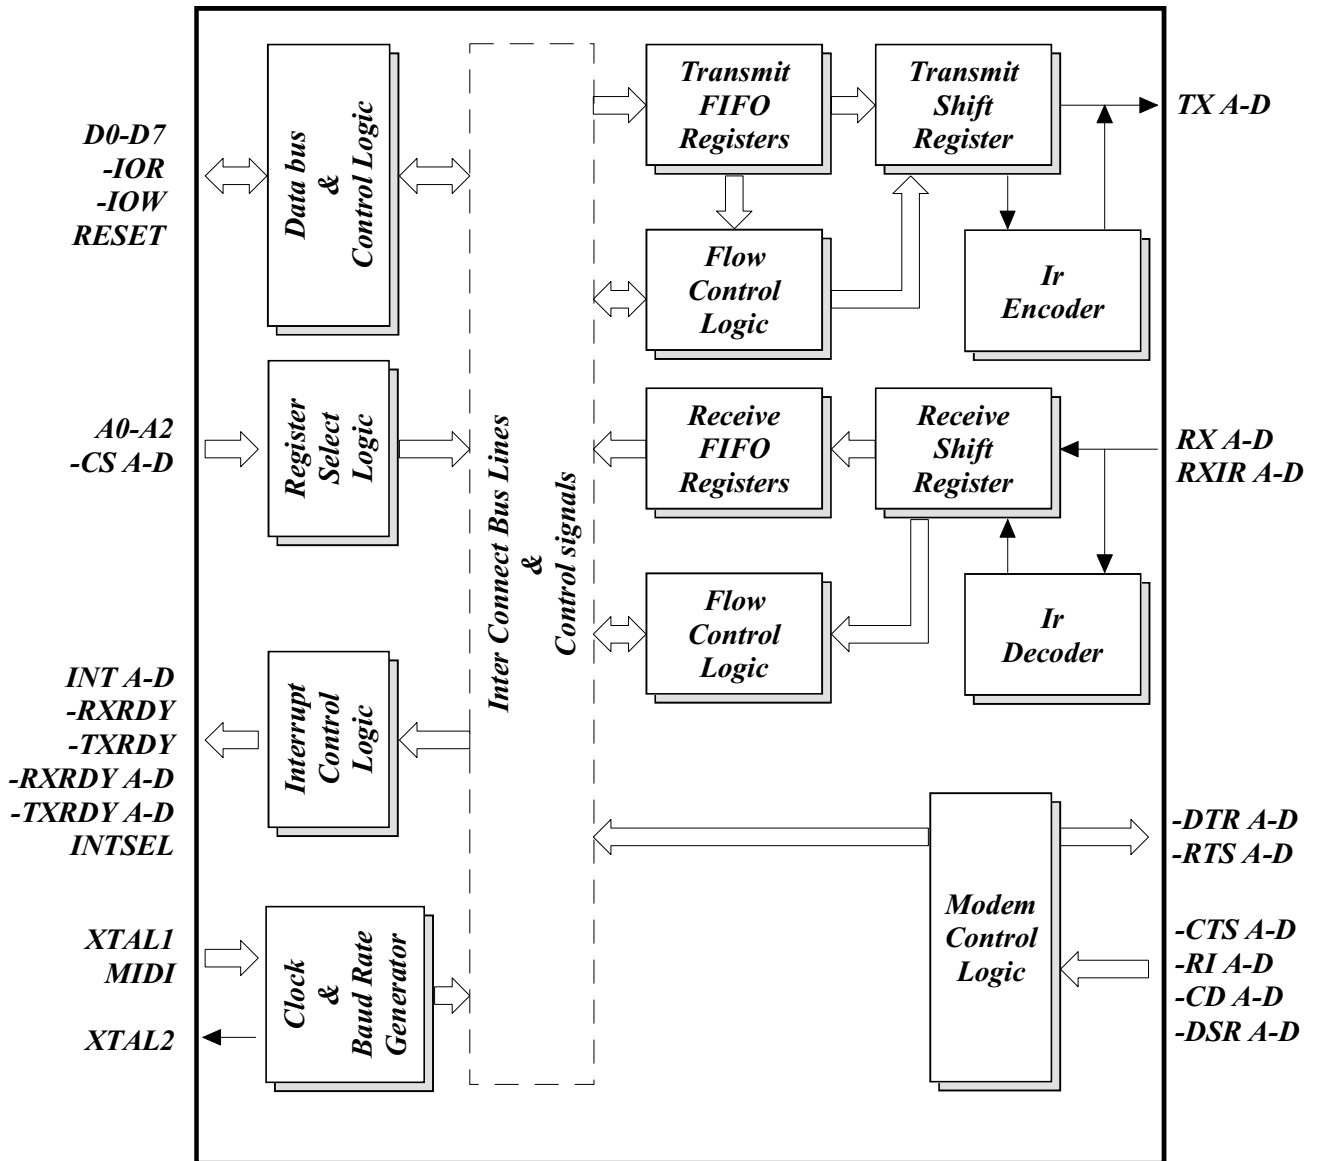 D0-D7
-IOR
-IOW
RESET
A0-A2
-CS A-D
INT A-D
-RXRDY
-TXRDY
-RXRDY A-D
-TXRDY A-D
INTSEL
XTAL1
MIDI
XTAL2
Data bus
&
Control Logic
Register
Select
Logic
Interrupt
Control
Logic
Clock
&
Baud Rate
Generator
Inter Connect Bus Lines
&
Control signals
Transmit
FIFO
Registers
Transmit
Shift
Register
Flow
Control
Logic
Ir
Encoder
Receive
FIFO
Registers
Receive
Shift
Register
Flow
Control
Logic
Ir
Decoder
Modem
Control
Logic
TX A-D
RX A-D
RXIR A-D
-DTR A-D
-RTS A-D
-CTS A-D
-RI A-D
-CD A-D
-DSR A-D